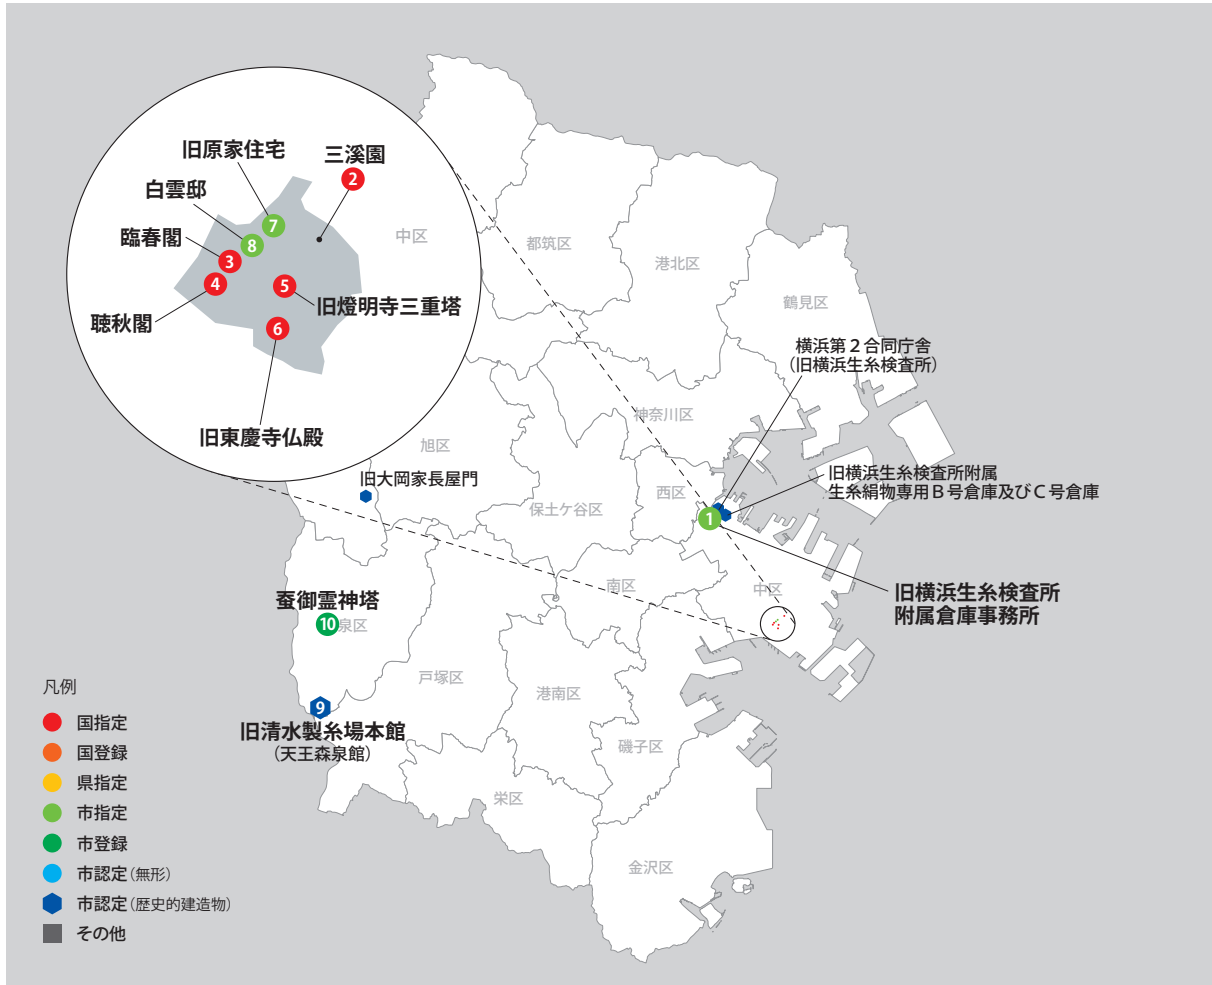 旧原家住宅
三溪園
2
白雲邸
7
臨春閣
8
3
4
5
聴秋閣
旧燈明寺三重塔
6
旧東慶寺仏殿
中区
都筑区
港北区
鶴見区
横浜第2合同庁舎
(旧横浜生糸検査所)
神奈川区
旭区
旧大岡家長屋門
保土ケ谷区
西区
旧横浜生糸検査所附属
生糸絹物専用B号倉庫及びC号倉庫
1
南区
中区
旧横浜生糸検査所
附属倉庫事務所
蚕御霊神塔
10
泉区
戸塚区
港南区
9
旧清水製糸場本館
(天王森泉館)
磯子区
栄区
金沢区
凡例
国指定
国登録
県指定
市指定
市登録
市認定(無形)
市認定(歴史的建造物)
その他